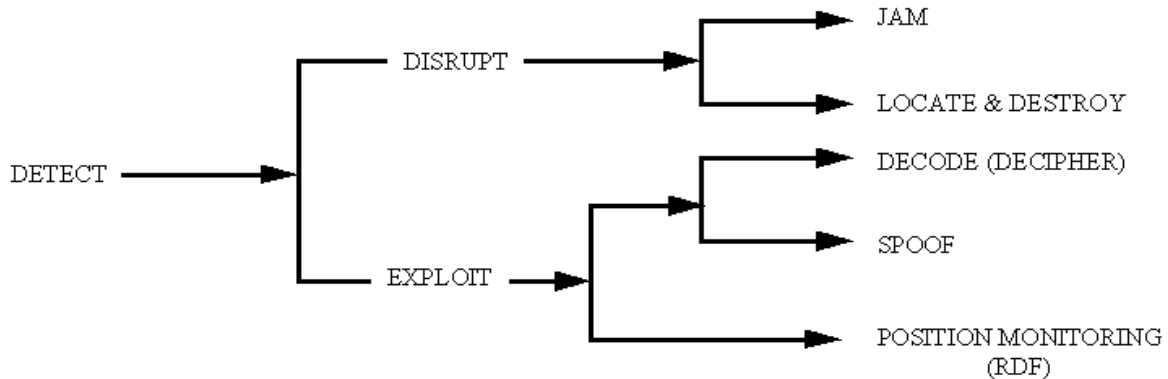 JAM
DISRUPT
LOCATE & DESTROY
DECODE (DECIPHER)
DETECT
SPOOF
EXPLOIT
POSITION MONITORING
(RDF)